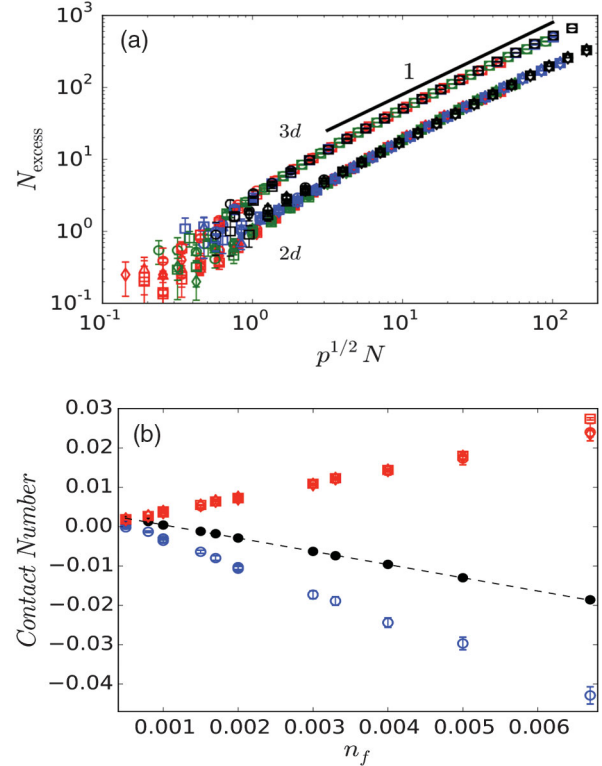 (a)
10³
10²
10¹
10⁰
10⁻¹
N_excess
1
3d
2d
10⁻¹ 10⁰ 10¹ 10²
p^{1/2} N
(b)
0.03
0.02
0.01
0.00
−0.01
−0.02
−0.03
−0.04
Contact Number
0.001 0.002 0.003 0.004 0.005 0.006
n_f